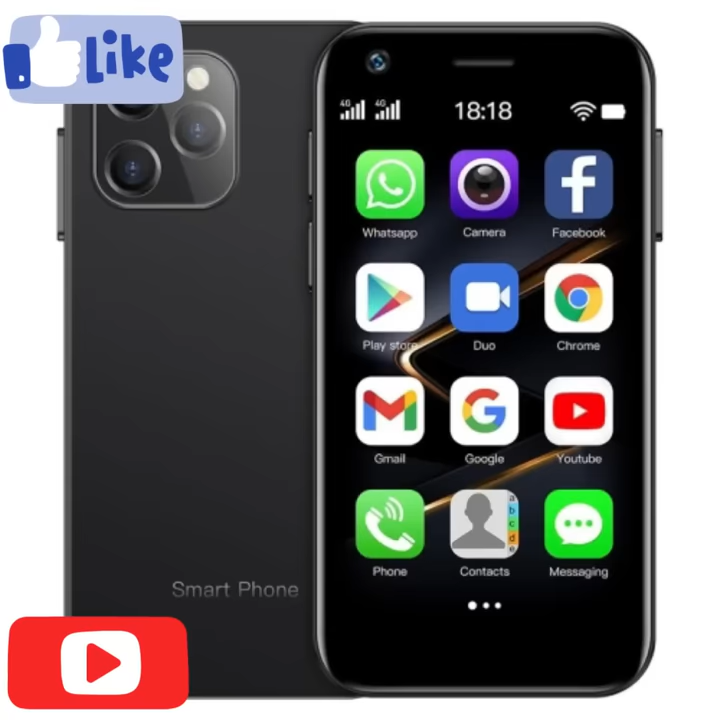 Like
4G 4G 18:18
Whatsapp Camera Facebook
Play store Duo Chrome
Gmail Google Youtube
a
b
c
d
e
Phone Contacts Messaging
Smart Phone